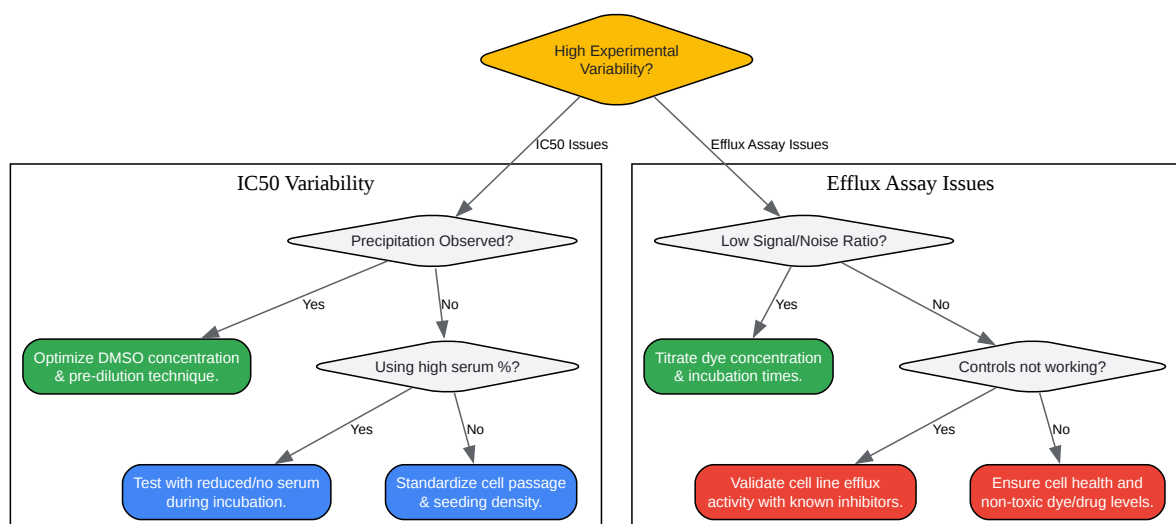 High Experimental
Variability?
IC50 Issues
Efflux Assay Issues
IC50 Variability
Efflux Assay Issues
Precipitation Observed?
Low Signal/Noise Ratio?
Yes
No
Yes
No
Optimize DMSO concentration
& pre-dilution technique.
Using high serum %?
Titrate dye concentration
& incubation times.
Controls not working?
Yes
No
Yes
No
Test with reduced/no serum
during incubation.
Standardize cell passage
& seeding density.
Validate cell line efflux
activity with known inhibitors.
Ensure cell health and
non-toxic dye/drug levels.